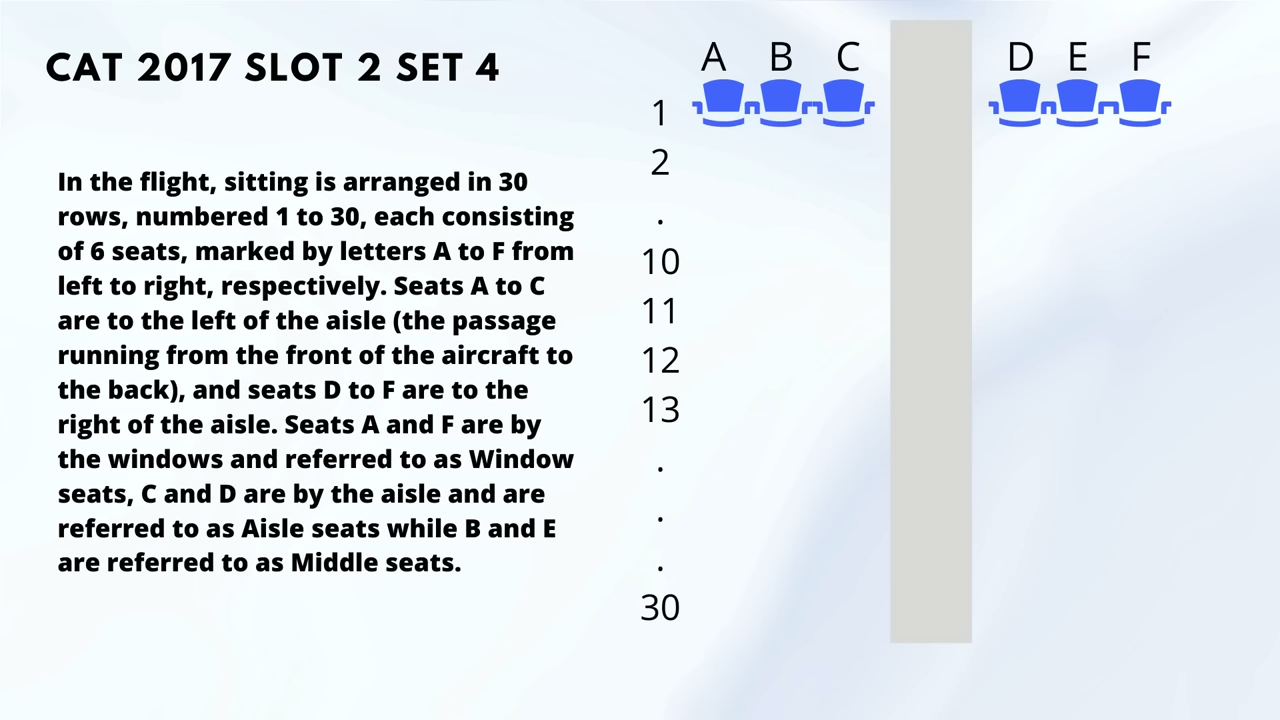 CAT 2017 SLOT 2 SET 4
In the flight, sitting is arranged in 30
rows, numbered 1 to 30, each consisting
of 6 seats, marked by letters A to F from
left to right, respectively. Seats A to C
are to the left of the aisle (the passage
running from the front of the aircraft to
the back), and seats D to F are to the
right of the aisle. Seats A and F are by
the windows and referred to as Window
seats, C and D are by the aisle and are
referred to as Aisle seats while B and E
are referred to as Middle seats.
A B C D E F
1
2
.
10
11
12
13
.
.
.
30